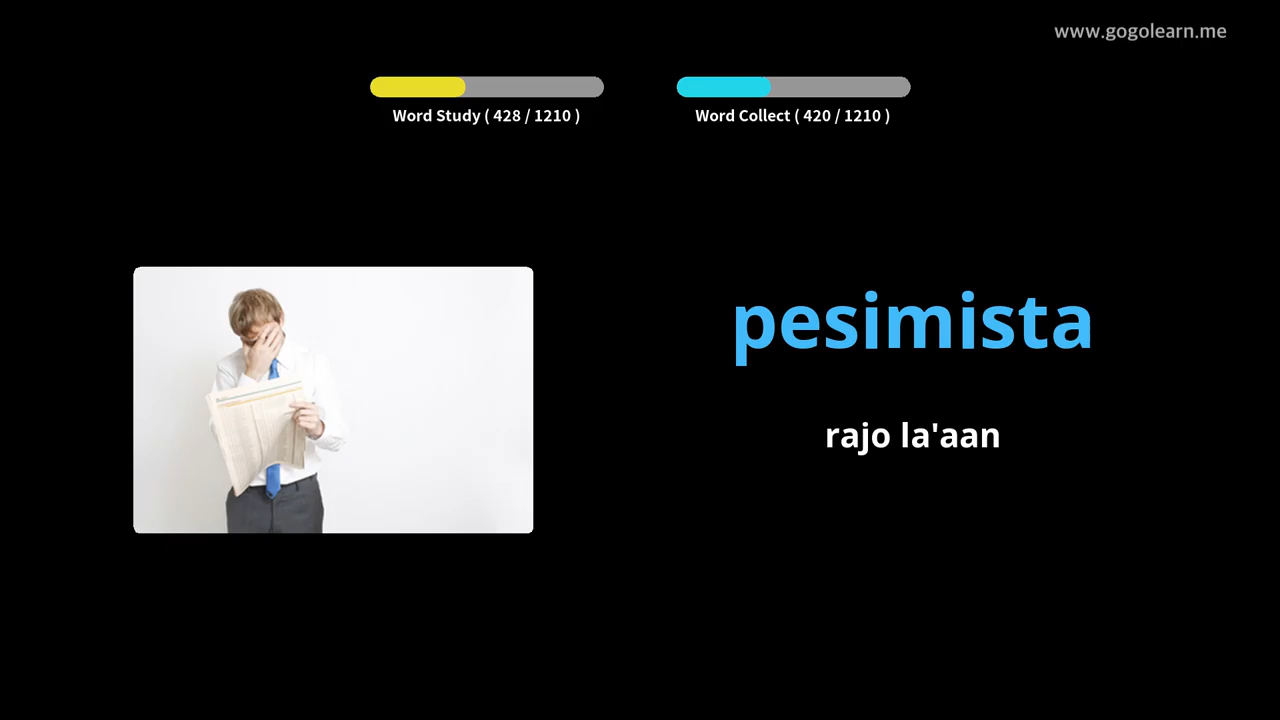 www.gogolearn.me
Word Study ( 428 / 1210 )
Word Collect ( 420 / 1210 )
pesimista
rajo la'aan